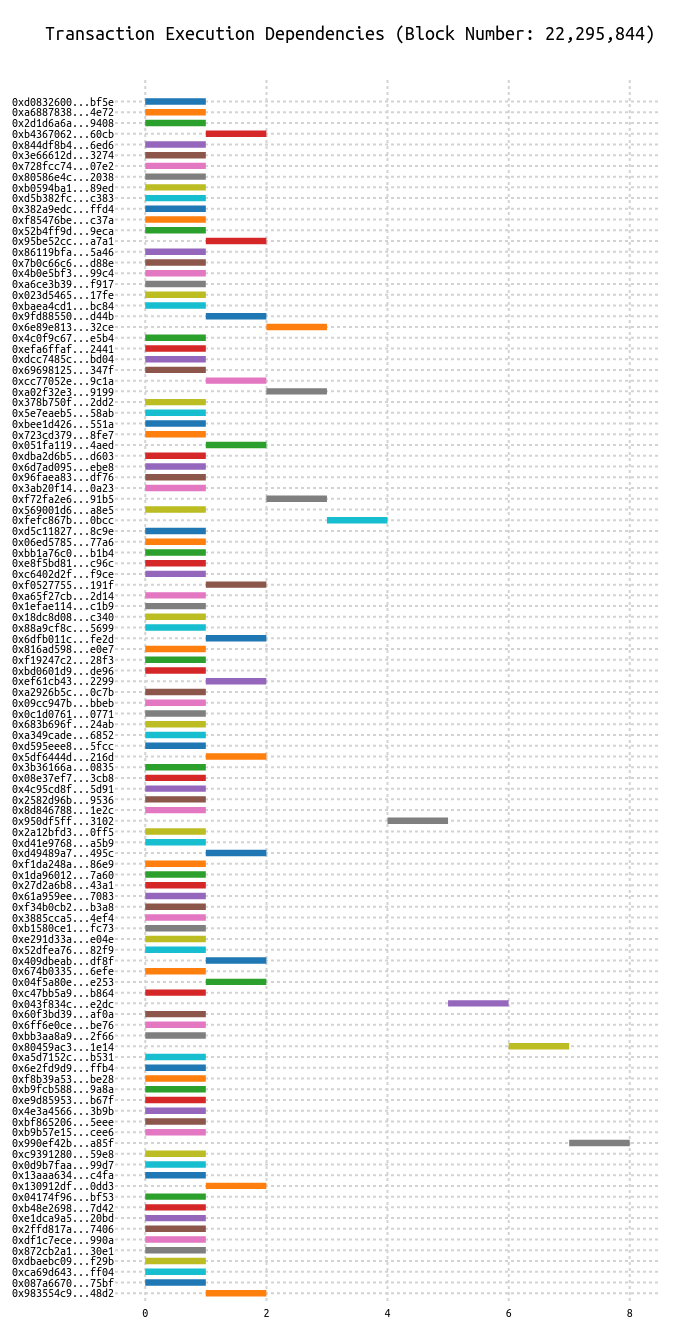 Transaction Execution Dependencies (Block Number: 22,295,844)
0xd0832600...bf5e
0xa6887838...4e72
0x2d1d6a6a...9408
0xb4367062...60cb
0x844df8b4...6ed6
0x3e66612d...3274
0x728fcc74...07e2
0x80586e4c...2038
0xb0594ba1...89ed
0xd5b382fc...c383
0x382a9edc...ffd4
0xf85476be...c37a
0x52b4ff9d...9eca
0x95be52cc...a7a1
0x86119bfa...5a46
0x7b0c66c6...d88e
0x4b0e5bf3...99c4
0xa6ce3b39...f917
0x023d5465...17fe
0xbaea4cd1...bc84
0x9fd88550...d44b
0x6e89e813...32ce
0x4c0f9c67...e5b4
0xefa6ffaf...2441
0xdcc7485c...bd04
0x69698125...347f
0xcc77052e...9c1a
0xa02f32e3...9199
0x378b750f...2dd2
0x5e7eaeb5...58ab
0xbee1d426...551a
0x723cd379...8fe7
0x051fa119...4aed
0xdba2d6b5...d603
0x6d7ad095...ebe8
0x96faea83...df76
0x3ab20f14...0a23
0xf72fa2e6...91b5
0x569001d6...a8e5
0xfefc867b...0bcc
0xd5c11827...8c9e
0x06ed5785...77a6
0xbb1a76c0...b1b4
0xe8f5bd81...c96c
0xc6402d2f...f9ce
0xf0527755...191f
0xa65f27cb...2d14
0x1efae114...c1b9
0x18dc8d08...c340
0x88a9cf8c...5699
0x6dfb011c...fe2d
0x816ad598...e0e7
0xf19247c2...28f3
0xbd0601d9...de96
0xef61cb43...2299
0xa2926b5c...0c7b
0x09cc947b...bbeb
0x0c1d0761...0771
0x683b696f...24ab
0xa349cade...6852
0xd595eee8...5fcc
0x5df6444d...216d
0x3b36166a...0835
0x08e37ef7...3cb8
0x4c95cd8f...5d91
0x2582d96b...9536
0x8d846788...1e2c
0x950df5ff...3102
0x2a12bfd3...0ff5
0xd41e9768...a5b9
0xd49489a7...495c
0xf1da248a...86e9
0x1da96012...7a60
0x27d2a6b8...43a1
0x61a959ee...7083
0xf34b0cb2...b3a8
0x3885cca5...4ef4
0xb1580ce1...fc73
0xe291d33a...e04e
0x52dfea76...82f9
0x409dbeab...df8f
0x674b0335...6efe
0x04f5a80e...e253
0xc47bb5a9...b864
0x043f834c...e2dc
0x60f3bd39...af0a
0x6ff6e0ce...be76
0xbb3aa8a9...2f66
0x80459ac3...1e14
0xa5d7152c...b531
0x6e2fd9d9...ffb4
0xf8b39a53...be28
0xb9fcb588...9a8a
0xe9d85953...b67f
0x4e3a4566...3b9b
0xbf865206...5eee
0xb9b57e15...cee6
0x990ef42b...a85f
0xc9391280...59e8
0x0d9b7faa...99d7
0x13aaa634...c4fa
0x130912df...0dd3
0x04174f96...bf53
0xb48e2698...7d42
0xe1dca9a5...20bd
0x2ffd817a...7406
0xdf1c7ece...990a
0x872cb2a1...30e1
0xdbaebc09...f29b
0xca69d643...ff04
0x087a6670...75bf
0x983554c9...48d2
0 2 4 6 8